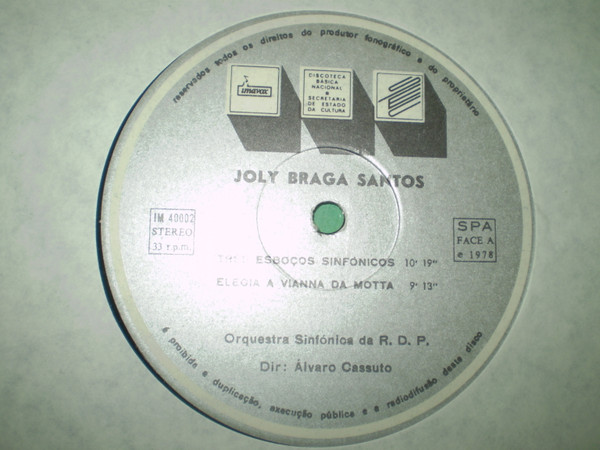 reservados todos os direitos do produtor fonográfico e do proprietário
imavox
DISCOTECA
BÁSICA
NACIONAL
SECRETARIA
DE ESTADO
DA CULTURA
JOLY BRAGA SANTOS
IM 40002
STEREO
33 r.p.m.
SPA
FACE A
e 1978
ESBOÇOS SINFÓNICOS 10' 19"
ELEGIA A VIANNA DA MOTTA 9' 13"
Orquestra Sinfónica da R. D. P.
Dir: Álvaro Cassuto
é proibida a duplicação, execução pública e a radiodifusão deste disco